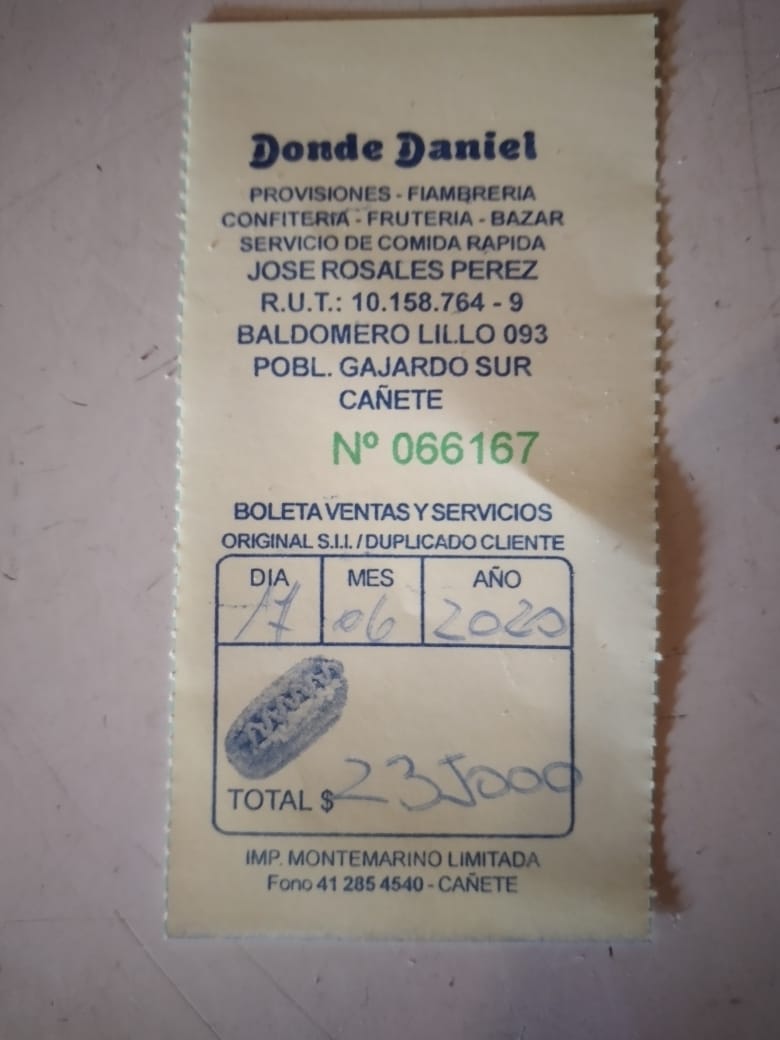 Donde Daniel
PROVISIONES - FIAMBRERIA
CONFITERIA - FRUTERIA - BAZAR
SERVICIO DE COMIDA RAPIDA
JOSE ROSALES PEREZ
R.U.T.: 10.158.764 - 9
BALDOMERO LILLO 093
POBL. GAJARDO SUR
CAÑETE
Nº 066167
BOLETA VENTAS Y SERVICIOS
ORIGINAL S.I.I. / DUPLICADO CLIENTE
DIA MES AÑO
17 06 2020
TOTAL $ 235000
IMP. MONTEMARINO LIMITADA
Fono 41 285 4540 - CAÑETE